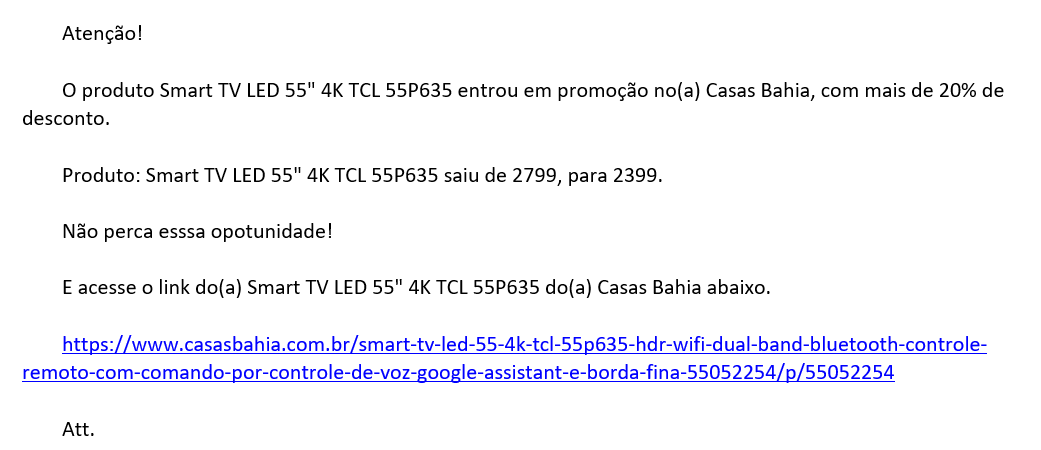 Atenção!
O produto Smart TV LED 55" 4K TCL 55P635 entrou em promoção no(a) Casas Bahia, com mais de 20% de
desconto.
Produto: Smart TV LED 55" 4K TCL 55P635 saiu de 2799, para 2399.
Não perca esssa opotunidade!
E acesse o link do(a) Smart TV LED 55" 4K TCL 55P635 do(a) Casas Bahia abaixo.
https://www.casasbahia.com.br/smart-tv-led-55-4k-tcl-55p635-hdr-wifi-dual-band-bluetooth-controle-
remoto-com-comando-por-controle-de-voz-google-assistant-e-borda-fina-55052254/p/55052254
Att.